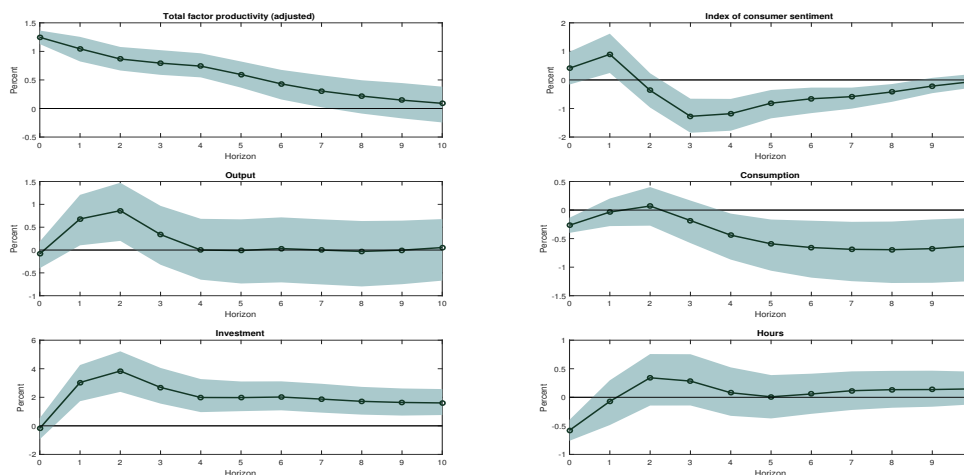 Total factor productivity (adjusted)
1.5
1
0.5
0
-0.5
Percent
0 1 2 3 4 5 6 7 8 9 10
Horizon
Index of consumer sentiment
2
0
-2
Percent
0 1 2 3 4 5 6 7 8 9
Horizon
Output
1.5
1
0.5
0
-0.5
-1
Percent
0 1 2 3 4 5 6 7 8 9 10
Horizon
Consumption
0.5
0
-0.5
-1
-1.5
Percent
0 1 2 3 4 5 6 7 8 9
Horizon
Investment
6
4
2
0
-2
Percent
0 1 2 3 4 5 6 7 8 9 10
Horizon
Hours
1
0.5
0
-0.5
-1
Percent
0 1 2 3 4 5 6 7 8 9
Horizon